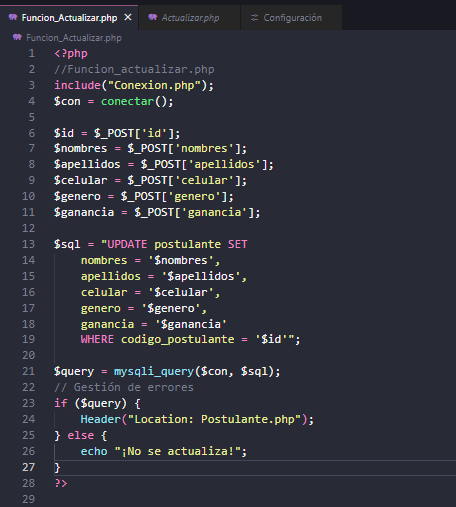 Funcion_Actualizar.php × Actualizar.php Configuración
Funcion_Actualizar.php
1 <?php
2 //Funcion_actualizar.php
3 include("Conexion.php");
4 $con = conectar();
5
6 $id = $_POST['id'];
7 $nombres = $_POST['nombres'];
8 $apellidos = $_POST['apellidos'];
9 $celular = $_POST['celular'];
10 $genero = $_POST['genero'];
11 $ganancia = $_POST['ganancia'];
12
13 $sql = "UPDATE postulante SET
14 nombres = '$nombres',
15 apellidos = '$apellidos',
16 celular = '$celular',
17 genero = '$genero',
18 ganancia = '$ganancia'
19 WHERE codigo_postulante = '$id'";
20
21 $query = mysqli_query($con, $sql);
22 // Gestión de errores
23 if ($query) {
24 Header("Location: Postulante.php");
25 } else {
26 echo "¡No se actualiza!";
27 }
28 ?>
29